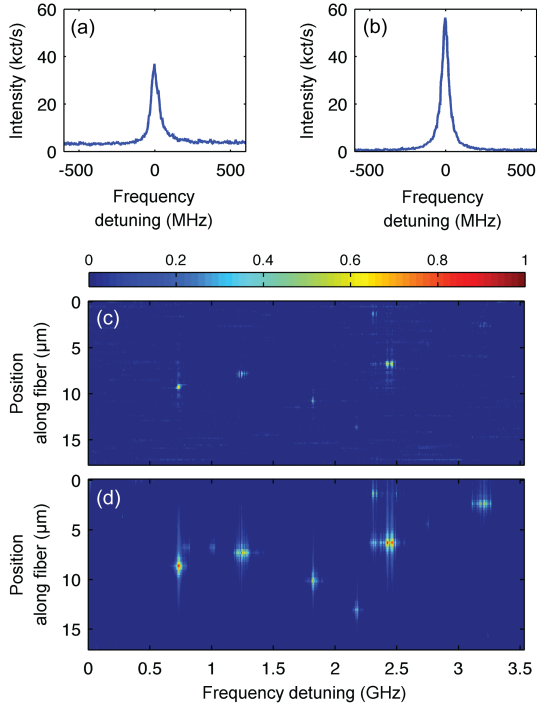 (a)
(b)
Intensity (kct/s)
60
40
20
0
-500
0
500
Frequency
detuning (MHz)
Intensity (kct/s)
60
40
20
0
-500
0
500
Frequency
detuning (MHz)
0
0.2
0.4
0.6
0.8
1
(c)
Position
along fiber (µm)
0
5
10
15
(d)
Position
along fiber (µm)
0
5
10
15
0
0.5
1
1.5
2
2.5
3
3.5
Frequency detuning (GHz)